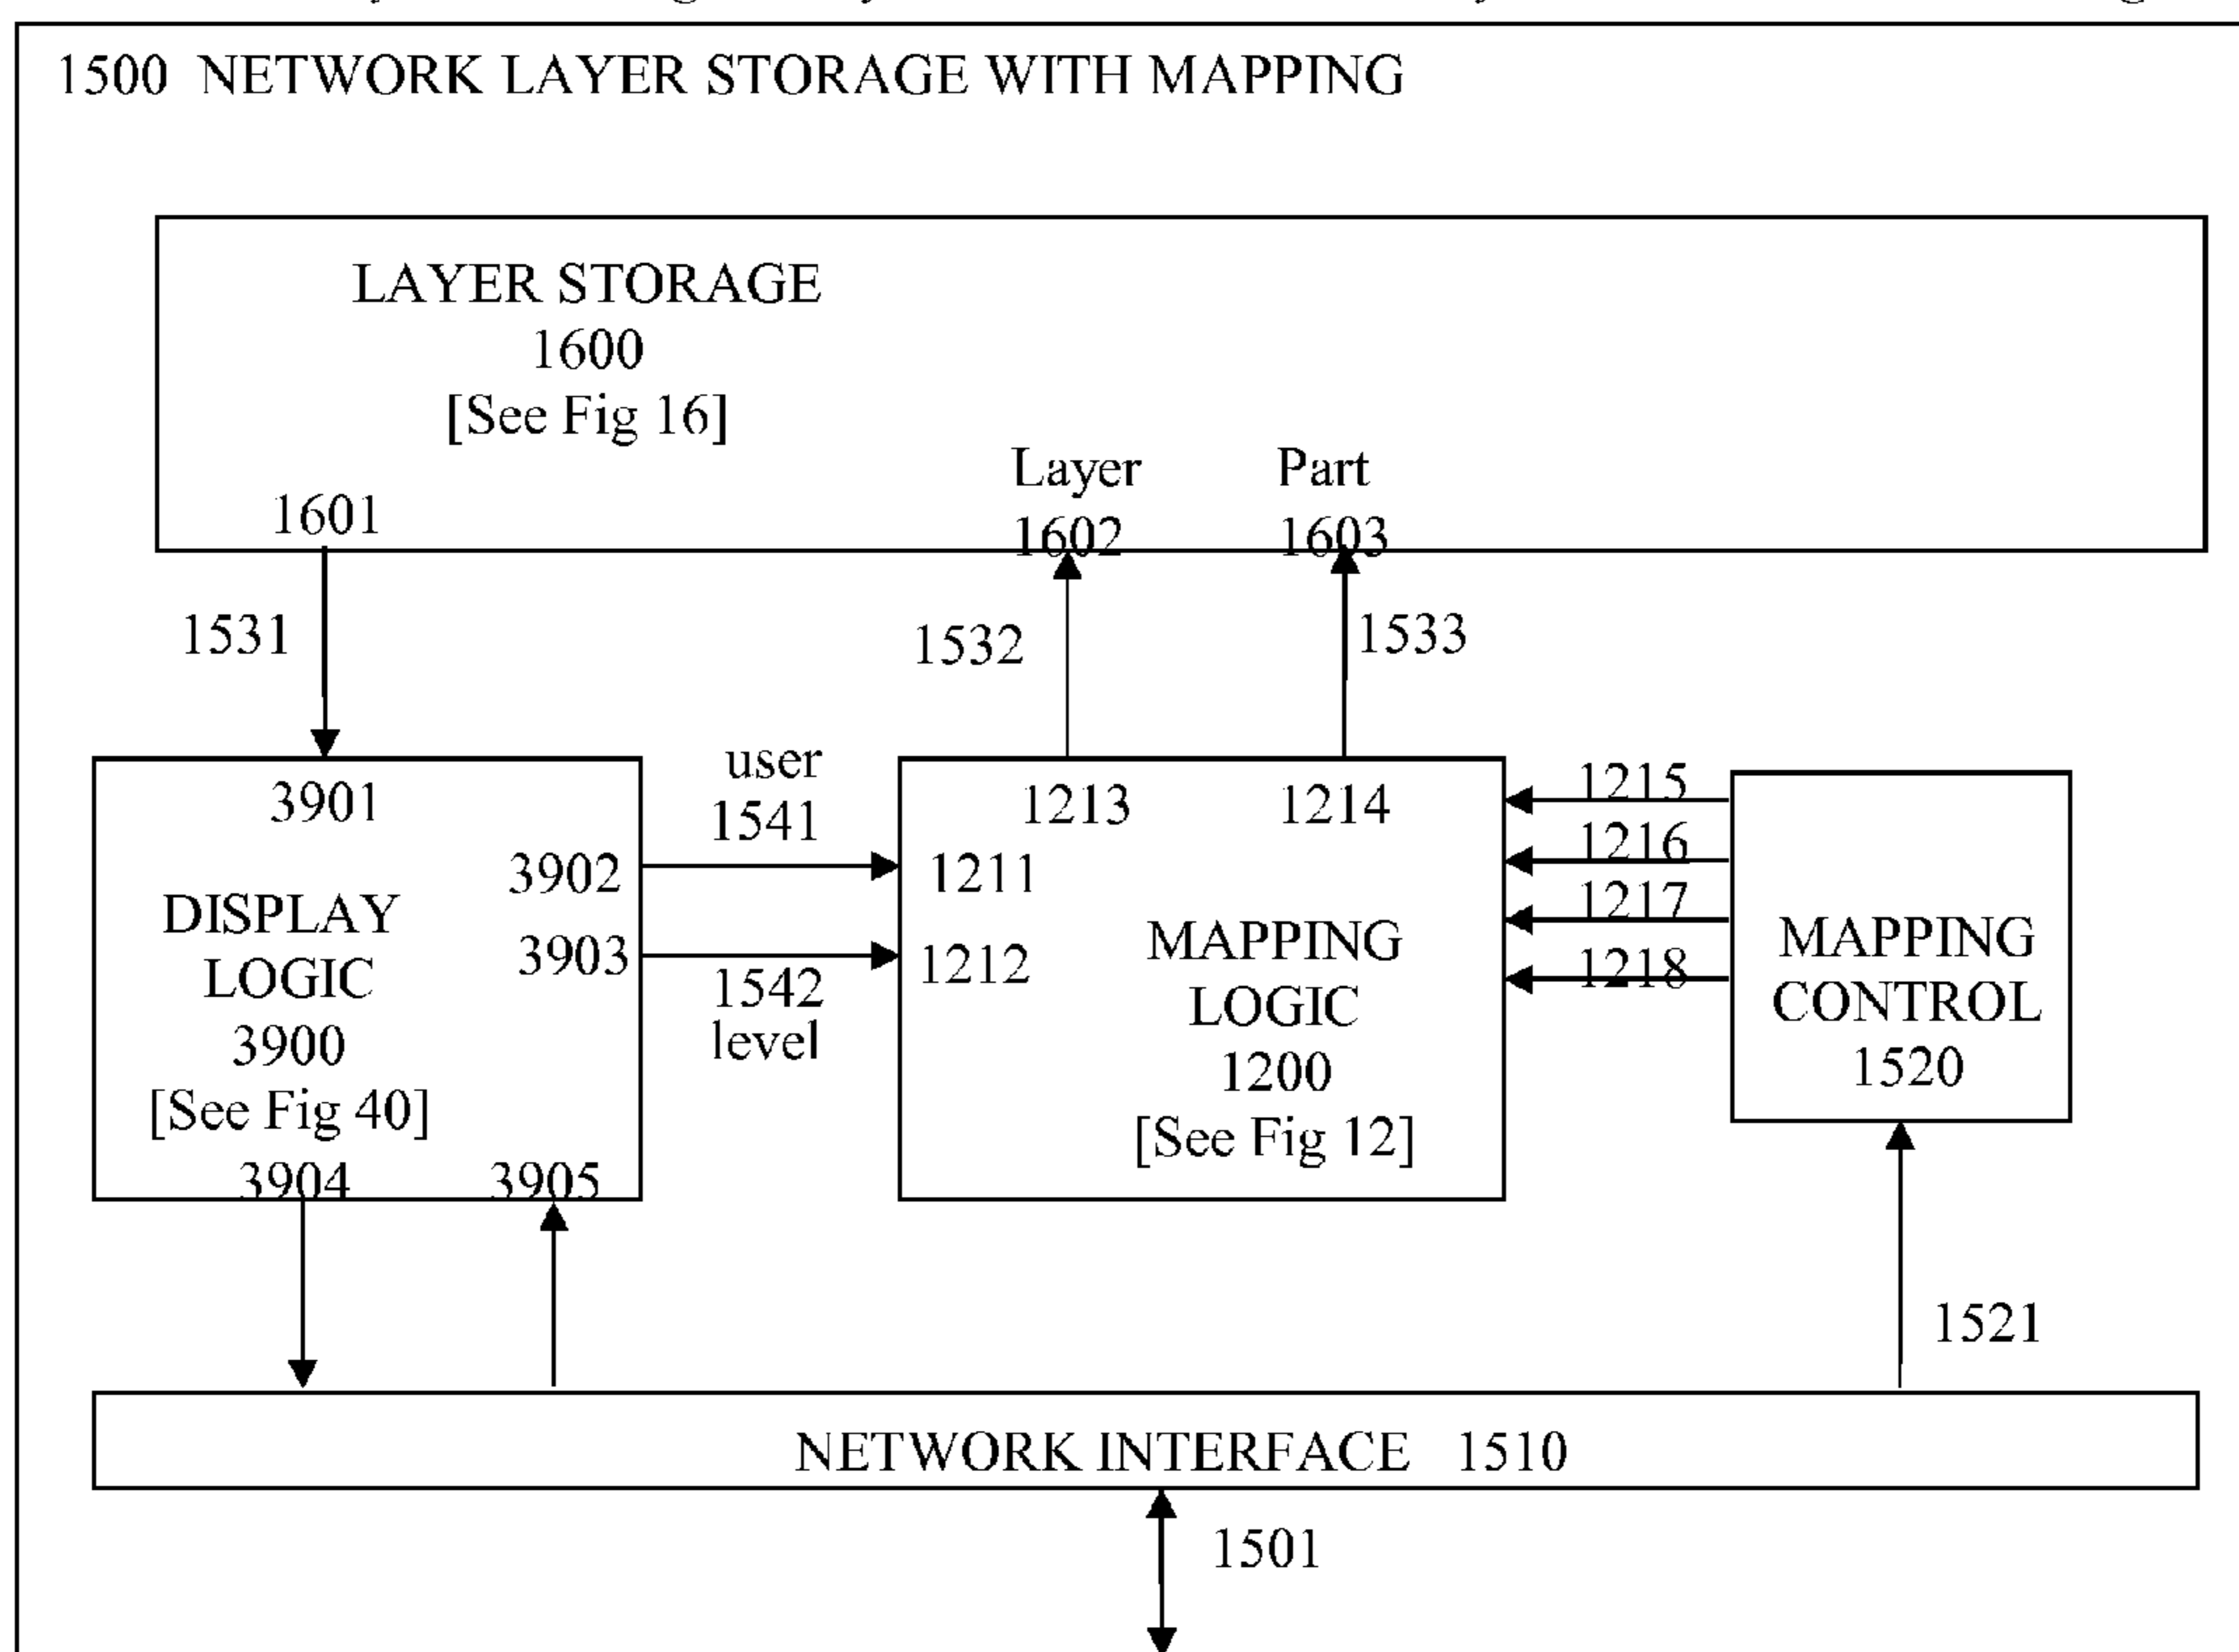 1500 NETWORK LAYER STORAGE WITH MAPPING
LAYER STORAGE
1600
[See Fig 16]
Layer
Part
1601
1602
1603
1531
1532
1533
user
1541
3901
1213
1214
1215
1216
1217
1218
3902
1211
3903
1212
1542
level
DISPLAY
LOGIC
3900
[See Fig 40]
3904
3905
MAPPING
LOGIC
1200
[See Fig 12]
MAPPING
CONTROL
1520
1521
NETWORK INTERFACE 1510
1501